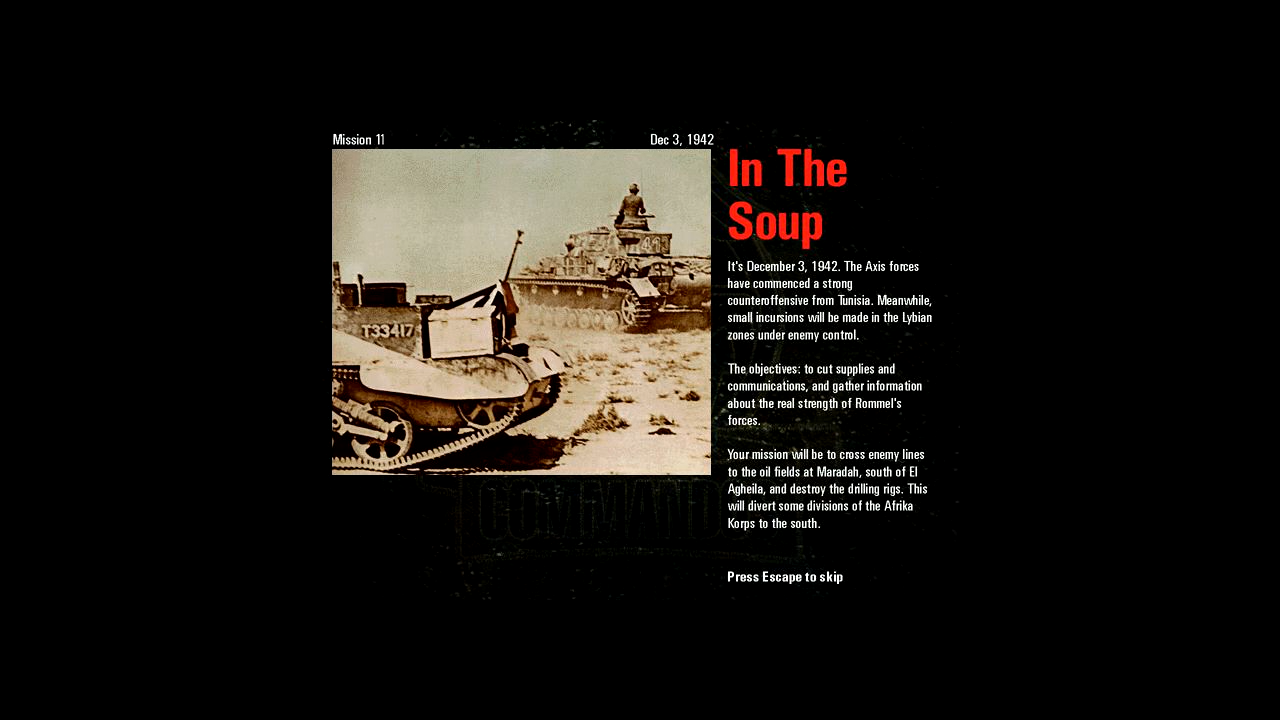 Mission 11
Dec 3, 1942
In The
Soup
It's December 3, 1942. The Axis forces
have commenced a strong
counteroffensive from Tunisia. Meanwhile,
small incursions will be made in the Lybian
zones under enemy control.
The objectives: to cut supplies and
communications, and gather information
about the real strength of Rommel's
forces.
Your mission will be to cross enemy lines
to the oil fields at Maradah, south of El
Agheila, and destroy the drilling rigs. This
will divert some divisions of the Afrika
Korps to the south.
Press Escape to skip
T33417
41
COMMANDOS